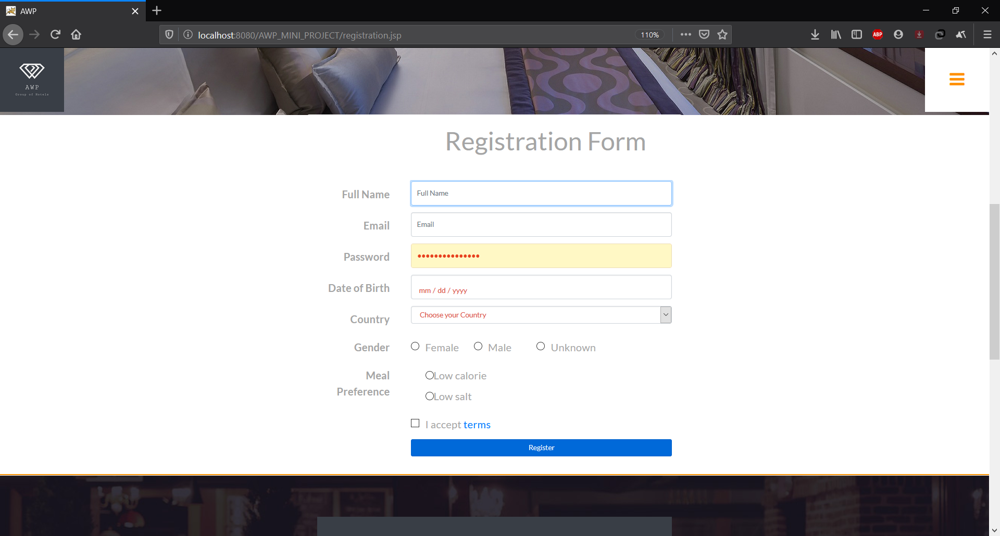 AWP
localhost:8080/AWP_MINI_PROJECT/registration.jsp
110%
ABP
AWP
Group of Hotels
Registration Form
Full Name
Full Name
Email
Email
Password
Date of Birth
mm / dd / yyyy
Country
Choose your Country
Gender
Female
Male
Unknown
Meal
Preference
Low calorie
Low salt
I accept terms
Register